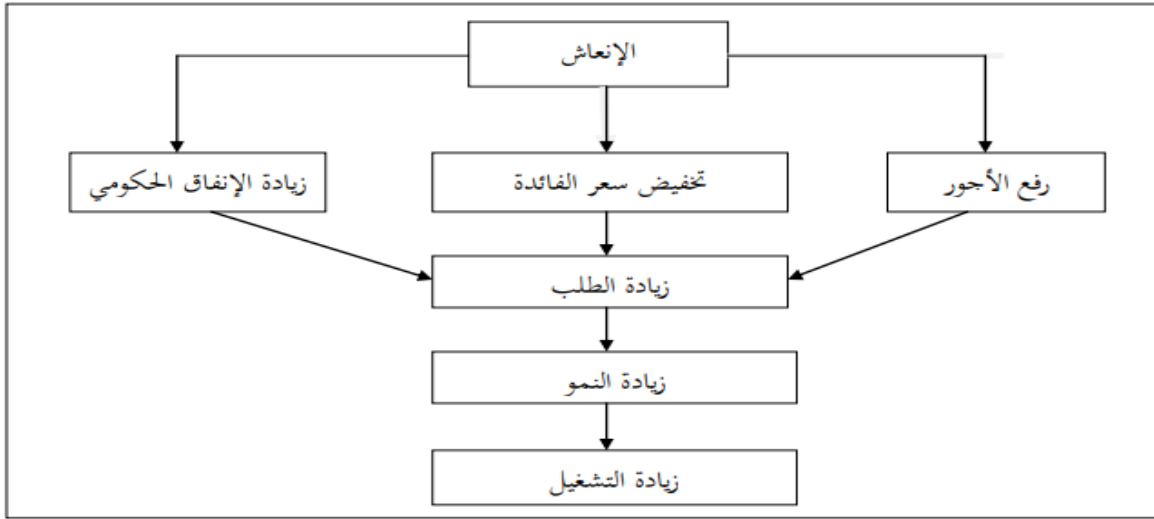 الإنعاش
رفع الأجور
تخفيض سعر الفائدة
زيادة الإنفاق الحكومي
زيادة الطلب
زيادة النمو
زيادة التشغيل